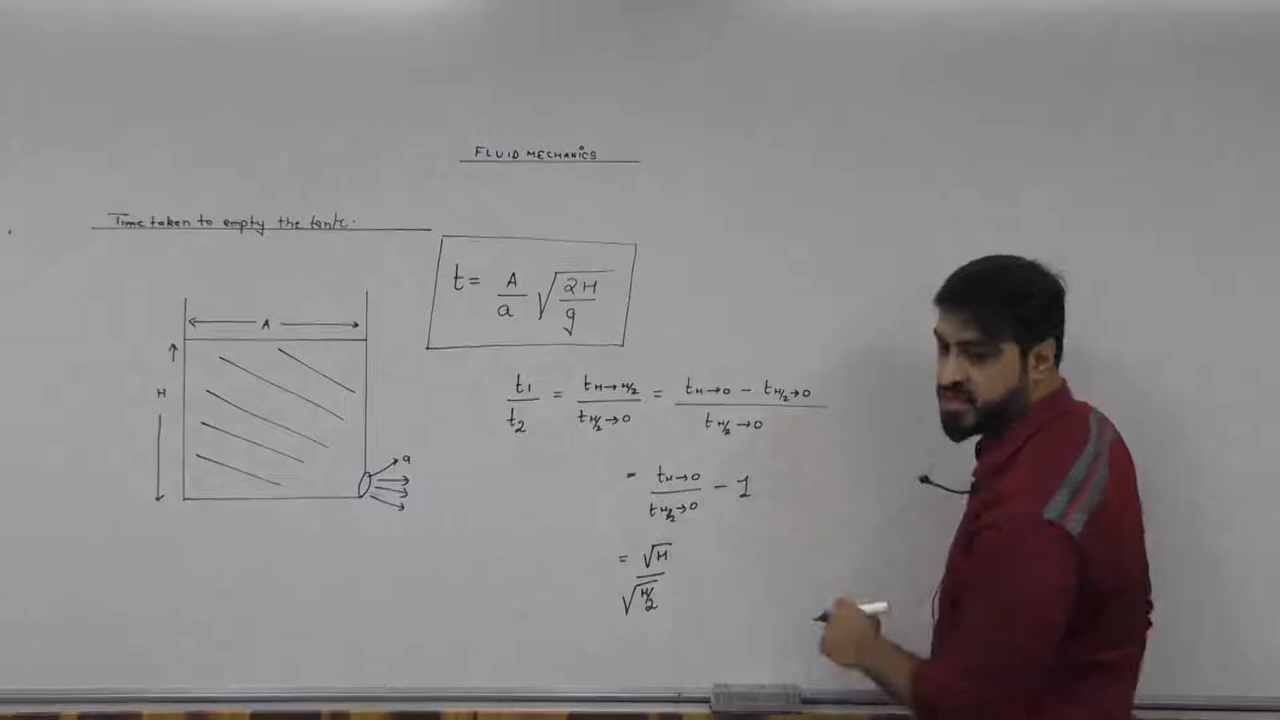 FLUID MECHANICS
Time taken to empty the tank.
t = A/a √(2H/g)
A
H
a
t1/t2 = tH→H/2 / tH/2→0 = (tH→0 - tH/2→0) / tH/2→0
= tH→0 / tH/2→0 - 1
= √H / √(H/2)